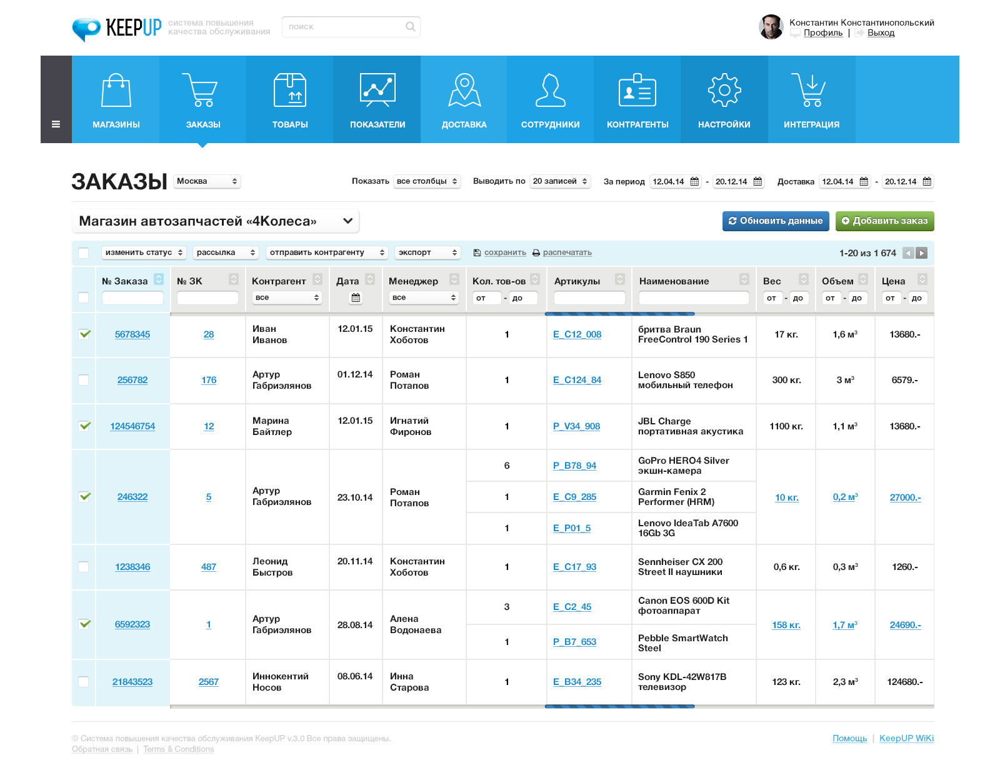 KEEPUP
система повышения
качества обслуживания
поиск
Константин Константинопольский
Профиль | Выход
МАГАЗИНЫ
ЗАКАЗЫ
ТОВАРЫ
ПОКАЗАТЕЛИ
ДОСТАВКА
СОТРУДНИКИ
КОНТРАГЕНТЫ
НАСТРОЙКИ
ИНТЕГРАЦИЯ
ЗАКАЗЫ Москва Показать все столбцы Выводить по 20 записей За период 12.04.14 - 20.12.14 Доставка 12.04.14 - 20.12.14
Магазин автозапчастей «4Колеса» Обновить данные Добавить заказ
изменить статус рассылка отправить контрагенту экспорт сохранить распечатать 1-20 из 1 674
№ Заказа № ЗК Контрагент Дата Менеджер Кол. тов-ов Артикулы Наименование Вес Объем Цена
все все от - до от - до от - до от - до
5678345 28 Иван
Иванов
12.01.15 Константин
Хоботов
1 E_C12_008 бритва Braun
FreeControl 190 Series 1
17 кг. 1,6 м³ 13680.-
256782 176 Артур
Габриэлянов
01.12.14 Роман
Потапов
1 E_C124_84 Lenovo S850
мобильный телефон
300 кг. 3 м³ 6579.-
124546754 12 Марина
Байтлер
12.01.15 Игнатий
Фиронов
1 P_V34_908 JBL Charge
портативная акустика
1100 кг. 1,1 м³ 13680.-
246322 5 Артур
Габриэлянов
23.10.14 Роман
Потапов
6 P_B78_94 GoPro HERO4 Silver
экшн-камера
1 E_C9_285 Garmin Fenix 2
Performer (HRM)
1 E_P01_5 Lenovo IdeaTab A7600
16Gb 3G
10 кг. 0,2 м³ 27000.-
1238346 487 Леонид
Быстров
20.11.14 Константин
Хоботов
1 E_C17_93 Sennheiser CX 200
Street II наушники
0,6 кг. 0,3 м³ 1260.-
6592323 1 Артур
Габриэлянов
28.08.14 Алена
Водонаева
3 E_C2_45 Canon EOS 600D Kit
фотоаппарат
1 P_B7_653 Pebble SmartWatch
Steel
158 кг. 1,7 м³ 24690.-
21843523 2567 Иннокентий
Носов
08.06.14 Инна
Старова
1 E_B34_235 Sony KDL-42W817B
телевизор
123 кг. 2,3 м³ 124680.-
© Система повышения качества обслуживания KeepUP v.3.0 Все права защищены.
Обратная связь | Terms & Conditions
Помощь | KeepUP WiKi